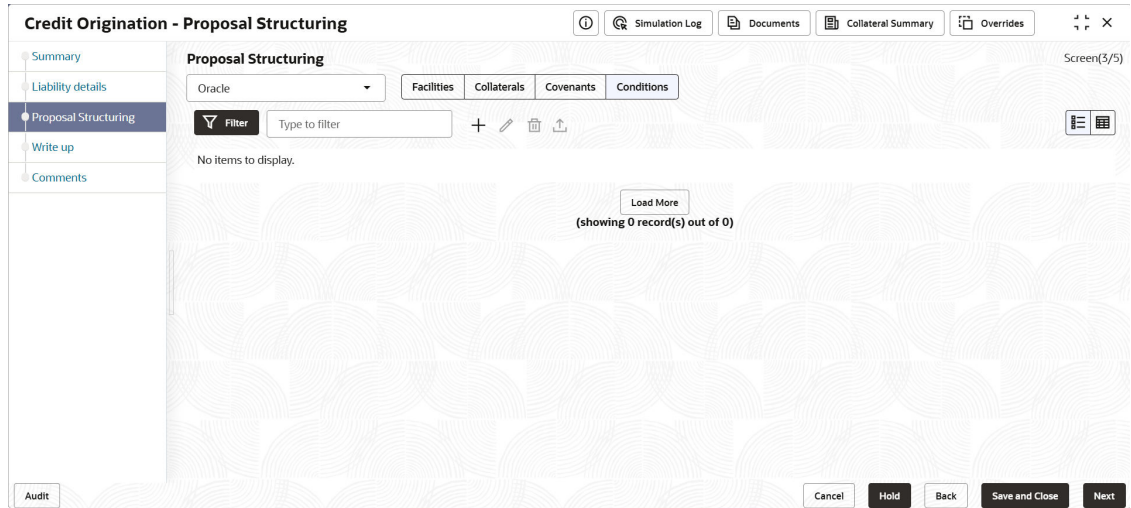 Credit Origination - Proposal Structuring
Simulation Log
Documents
Collateral Summary
Overrides
Summary
Liability details
Proposal Structuring
Write up
Comments
Proposal Structuring
Screen(3/5)
Oracle
Facilities
Collaterals
Covenants
Conditions
Filter
Type to filter
No items to display.
Load More
(showing 0 record(s) out of 0)
Audit
Cancel
Hold
Back
Save and Close
Next